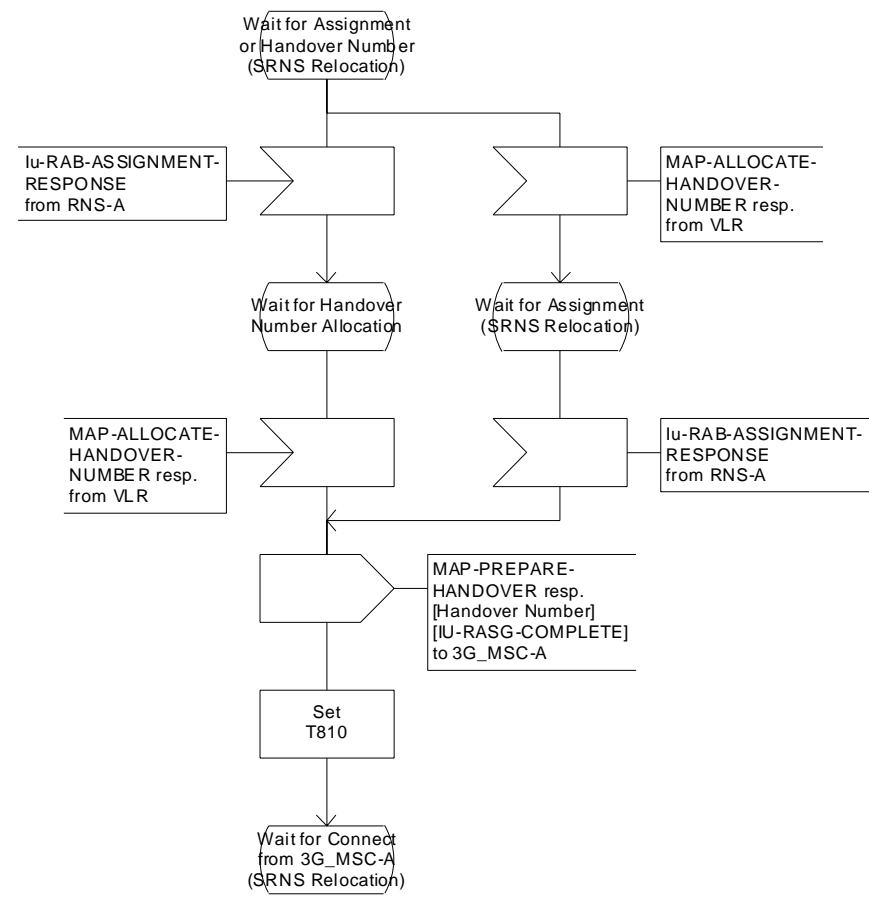 Wait for Assignment
or Handover Number
(SRNS Relocation)
Iu-RAB-ASSIGNMENT-
RESPONSE
from RNS-A
MAP-ALLOCATE-
HANDOVER-
NUMBER resp.
from VLR
Wait for Handover
Number Allocation
Wait for Assignment
(SRNS Relocation)
MAP-ALLOCATE-
HANDOVER-
NUMBER resp.
from VLR
Iu-RAB-ASSIGNMENT-
RESPONSE
from RNS-A
MAP-PREPARE-
HANDOVER resp.
[Handover Number]
[IU-RASG-COMPLETE]
to 3G_MSC-A
Set
T810
Wait for Connect
from 3G_MSC-A
(SRNS Relocation)